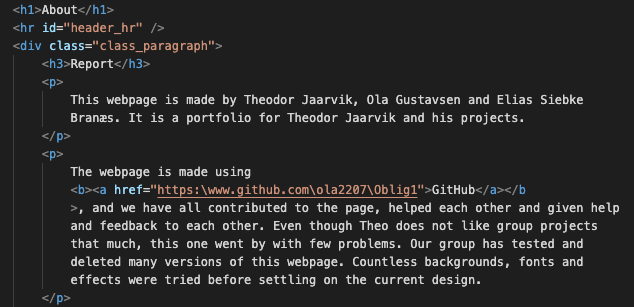 <h1>About</h1>
<hr id="header_hr" />
<div class="class_paragraph">
<h3>Report</h3>
<p>
This webpage is made by Theodor Jaarvik, Ola Gustavsen and Elias Siebke
Branæs. It is a portfolio for Theodor Jaarvik and his projects.
</p>
<p>
The webpage is made using
<b><a href="https:\www.github.com\ola2207\Oblig1">GitHub</a></b
>, and we have all contributed to the page, helped each other and given help
and feedback to each other. Even though Theo does not like group projects
that much, this one went by with few problems. Our group has tested and
deleted many versions of this webpage. Countless backgrounds, fonts and
effects were tried before settling on the current design.
</p>